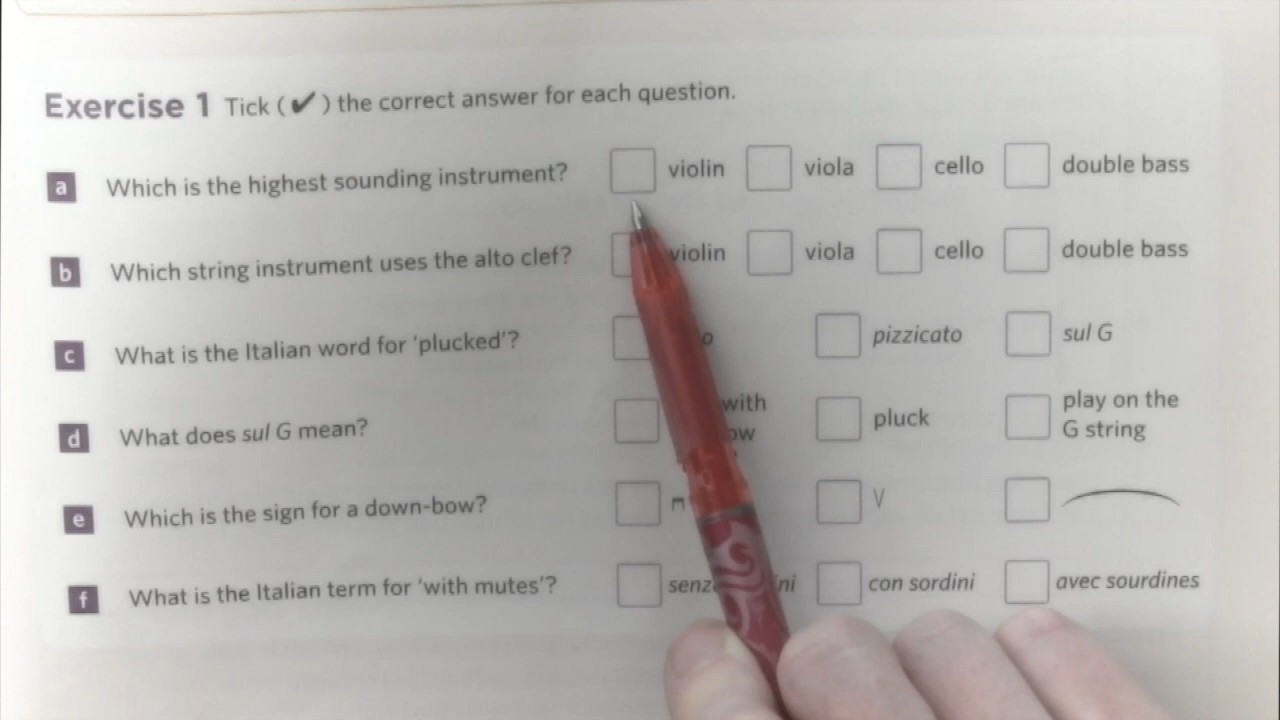 Exercise 1 Tick (✔) the correct answer for each question.
a Which is the highest sounding instrument? violin viola cello double bass
b Which string instrument uses the alto clef? violin viola cello double bass
c What is the Italian word for ‘plucked’? pizzicato sul G
d What does sul G mean? with pluck play on the
G string
e Which is the sign for a down-bow? V
f What is the Italian term for ‘with mutes’? con sordini avec sourdines